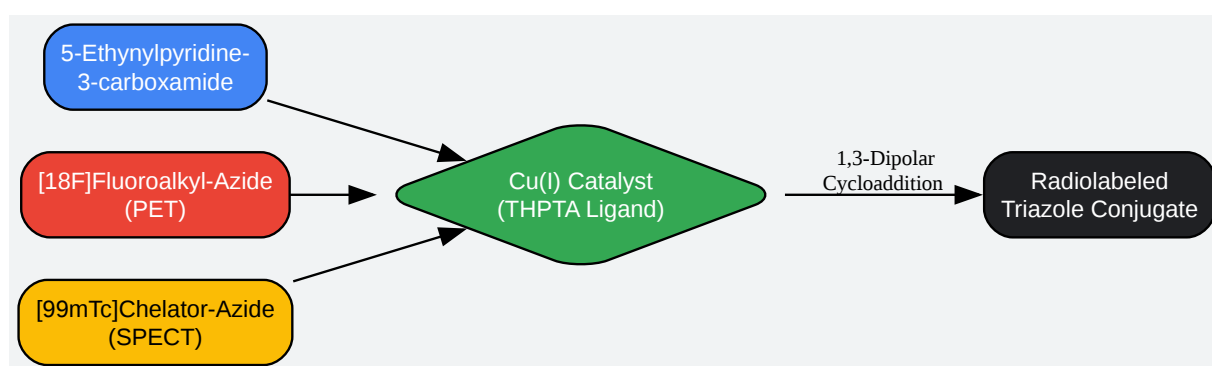 5-Ethynylpyridine-
3-carboxamide
[18F]Fluoroalkyl-Azide
(PET)
[99mTc]Chelator-Azide
(SPECT)
Cu(I) Catalyst
(THPTA Ligand)
1,3-Dipolar
Cycloaddition
Radiolabeled
Triazole Conjugate